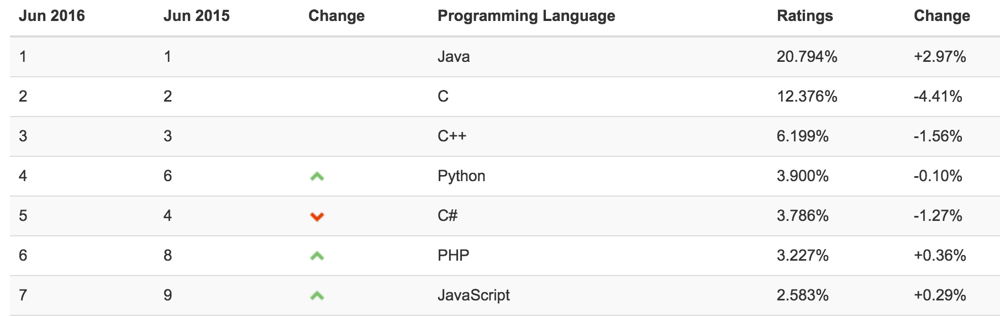 Jun 2016 Jun 2015 Change Programming Language Ratings Change
1 1 Java 20.794% +2.97%
2 2 C 12.376% -4.41%
3 3 C++ 6.199% -1.56%
4 6 Python 3.900% -0.10%
5 4 C# 3.786% -1.27%
6 8 PHP 3.227% +0.36%
7 9 JavaScript 2.583% +0.29%